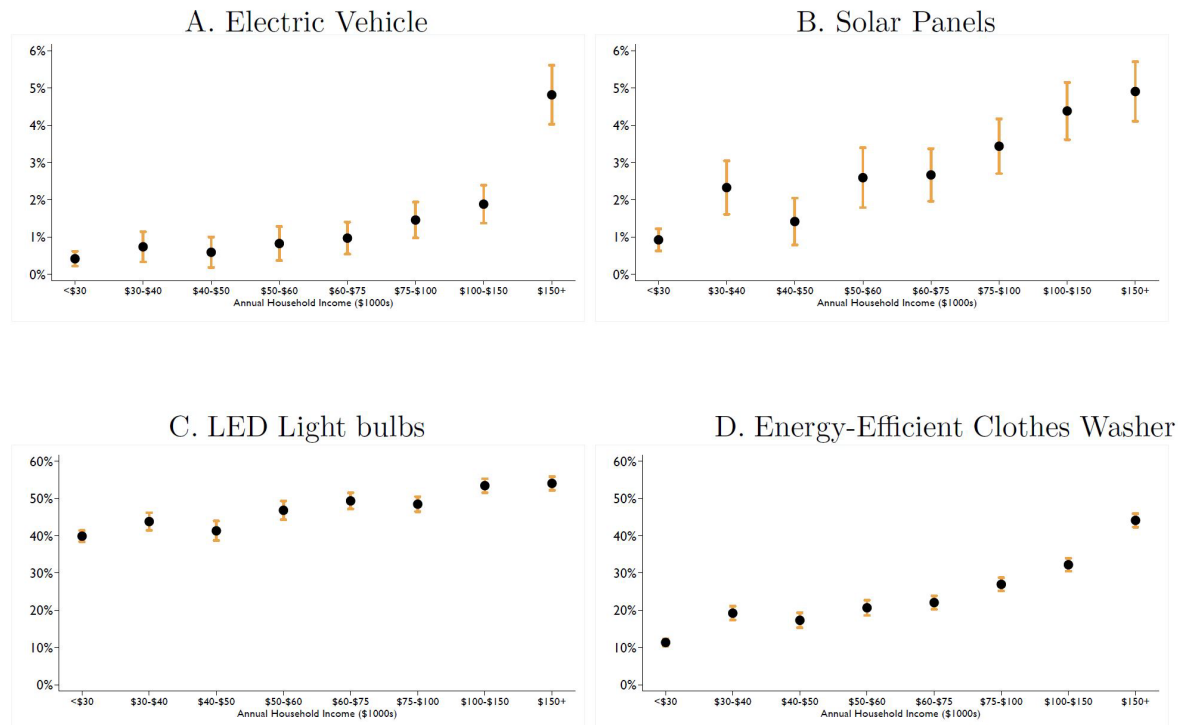 A. Electric Vehicle
6%
5%
4%
3%
2%
1%
0%
<$30 $30-$40 $40-$50 $50-$60 $60-$75 $75-$100 $100-$150 $150+
Annual Household Income ($1000s)
B. Solar Panels
6%
5%
4%
3%
2%
1%
0%
<$30 $30-$40 $40-$50 $50-$60 $60-$75 $75-$100 $100-$150 $150+
Annual Household Income ($1000s)
C. LED Light bulbs
60%
50%
40%
30%
20%
10%
0%
<$30 $30-$40 $40-$50 $50-$60 $60-$75 $75-$100 $100-$150 $150+
Annual Household Income ($1000s)
D. Energy-Efficient Clothes Washer
60%
50%
40%
30%
20%
10%
0%
<$30 $30-$40 $40-$50 $50-$60 $60-$75 $75-$100 $100-$150 $150+
Annual Household Income ($1000s)